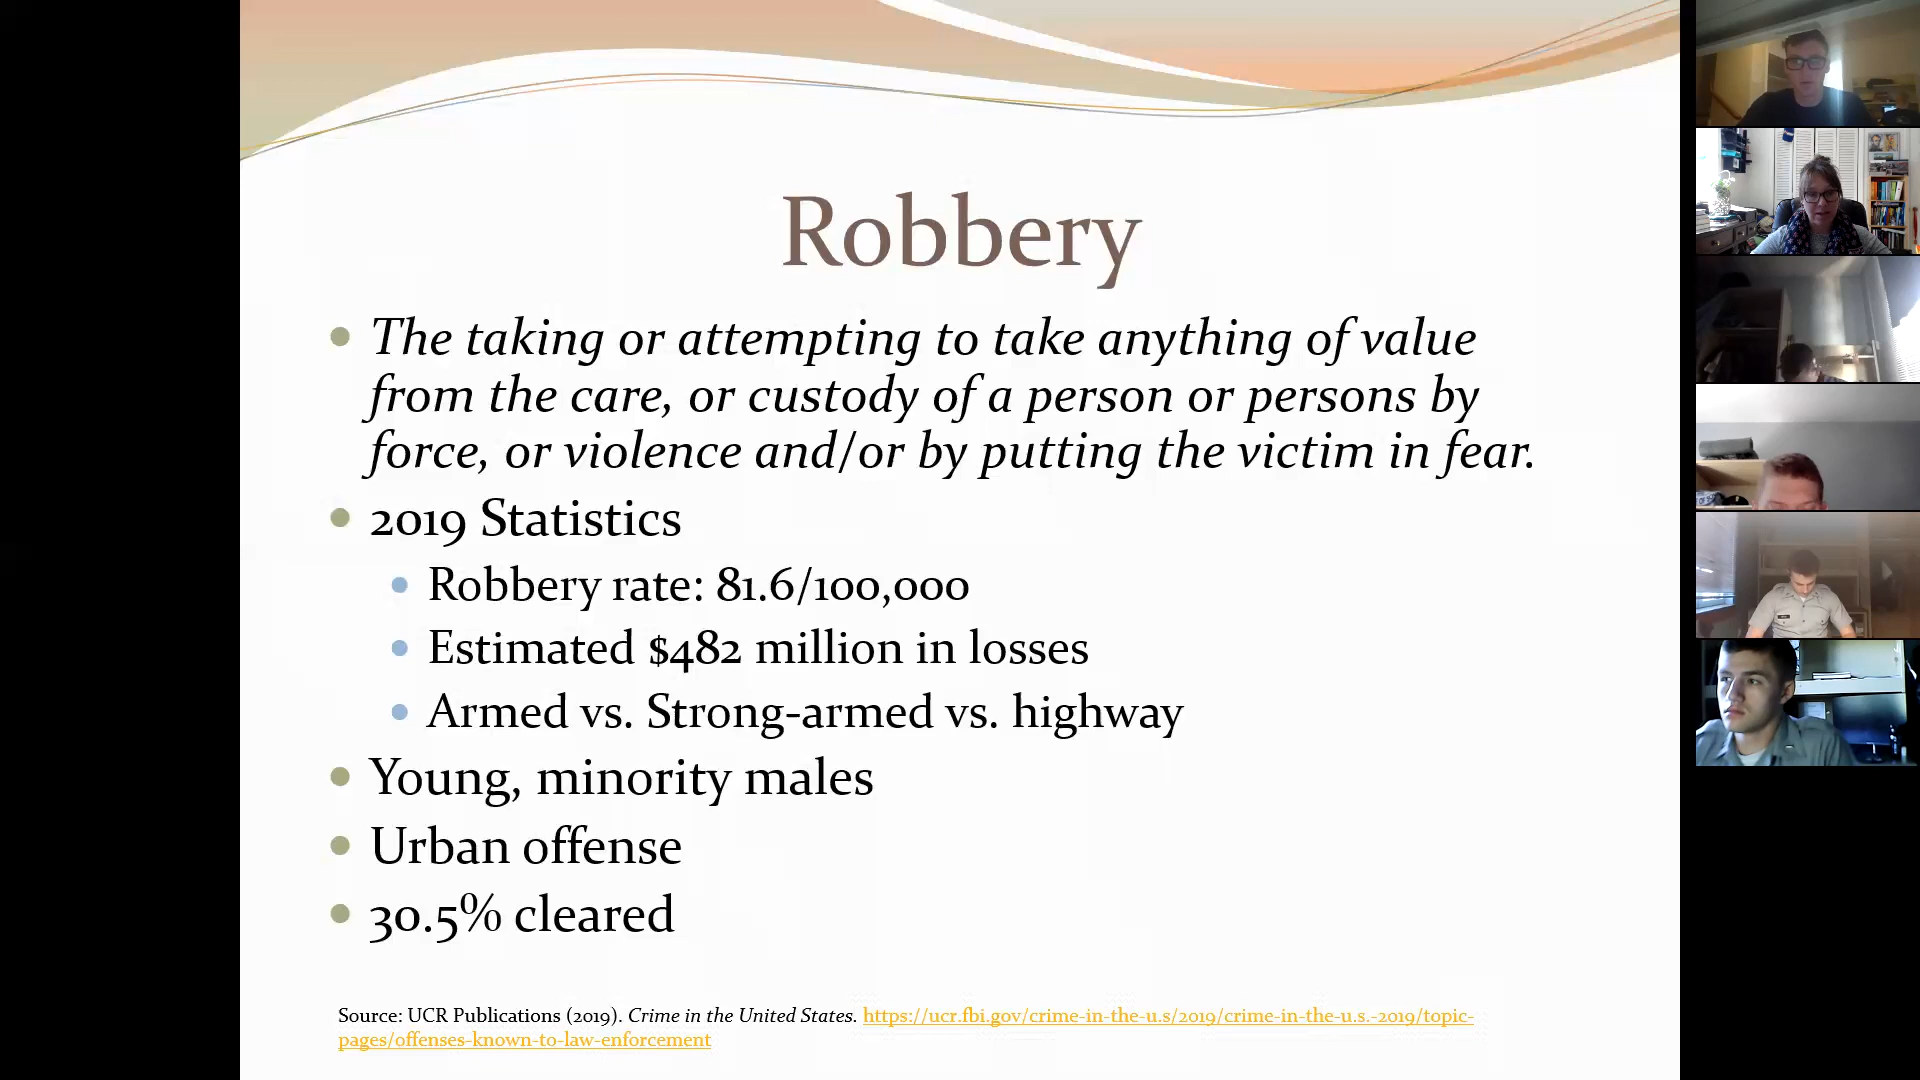 Robbery
The taking or attempting to take anything of value
from the care, or custody of a person or persons by
force, or violence and/or by putting the victim in fear.
2019 Statistics
Robbery rate: 81.6/100,000
Estimated $482 million in losses
Armed vs. Strong-armed vs. highway
Young, minority males
Urban offense
30.5% cleared
Source: UCR Publications (2019). Crime in the United States. https://ucr.fbi.gov/crime-in-the-u.s/2019/crime-in-the-u.s.-2019/topic-
pages/offenses-known-to-law-enforcement